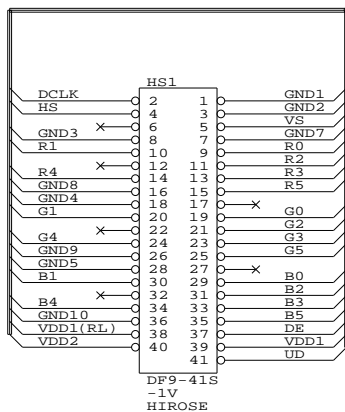 HS1
DCLK 2 1 GND1
HS 4 3 GND2
6 5 VS
GND3 8 7 GND7
R1 10 9 R0
12 11 R2
R4 14 13 R3
GND8 16 15 R5
GND4 18 17
G1 20 19 G0
22 21 G2
G4 24 23 G3
GND9 26 25 G5
GND5 28 27
B1 30 29 B0
32 31 B2
B4 34 33 B3
GND10 36 35 B5
VDD1(RL) 38 37 DE
VDD2 40 39 VDD1
41 UD
DF9-41S
-1V
HIROSE